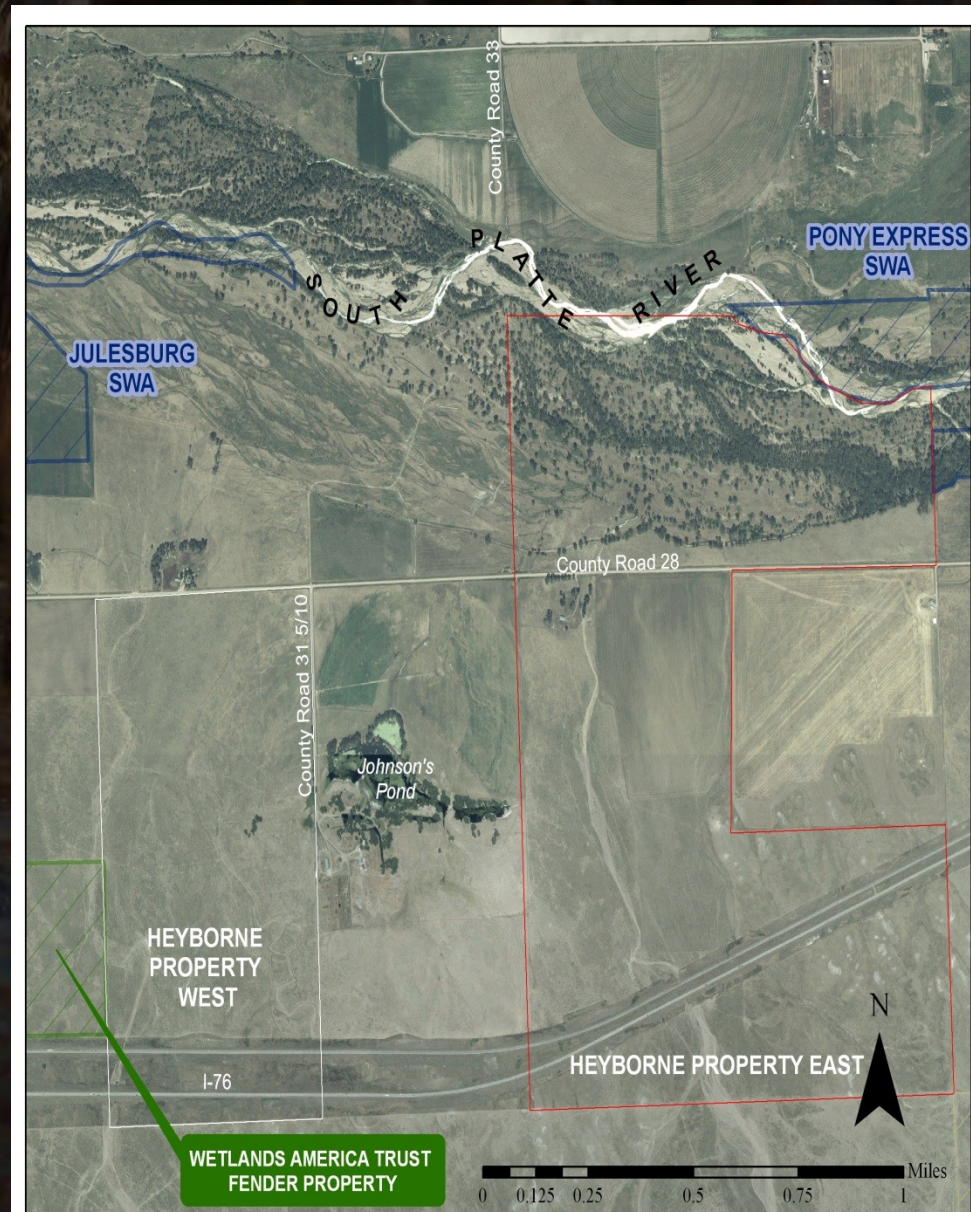 County Road 33
SOUTH PLATTE RIVER
PONY EXPRESS
SWA
JULESBURG
SWA
County Road 28
County Road 31 5/10
Johnson's
Pond
HEYBORNE
PROPERTY
WEST
N
HEYBORNE PROPERTY EAST
I-76
WETLANDS AMERICA TRUST
FENDER PROPERTY
Miles
0 0.125 0.25 0.5 0.75 1